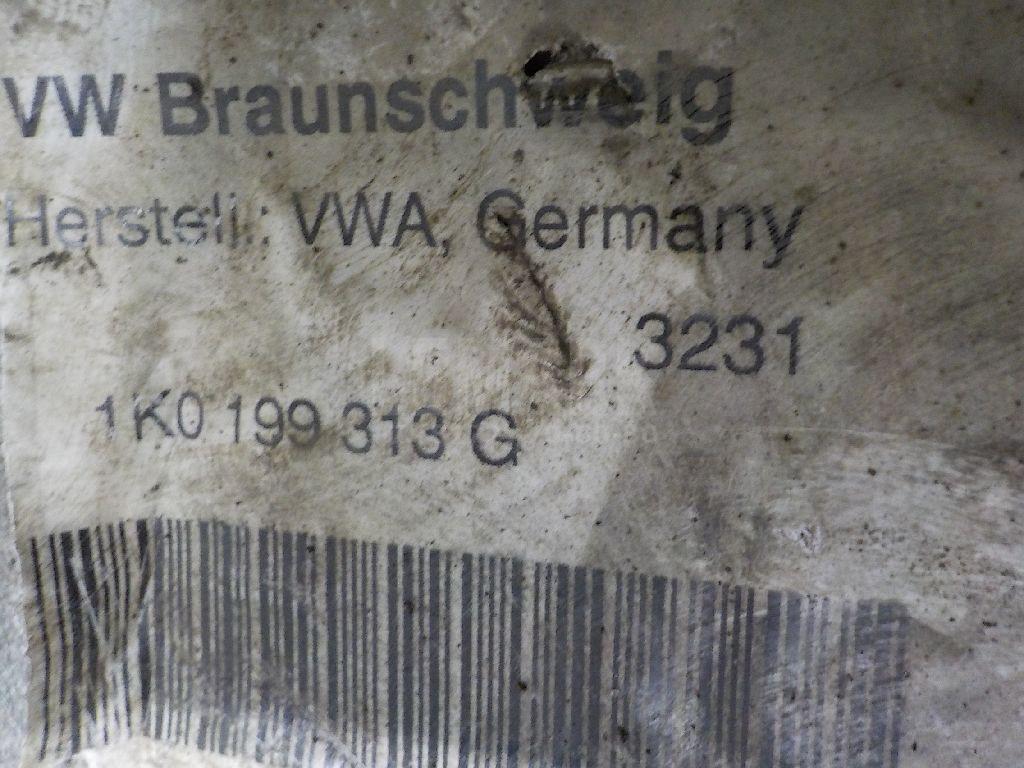 VW Braunschweig
Herstell.: VWA, Germany
3231
1K0 199 313 G